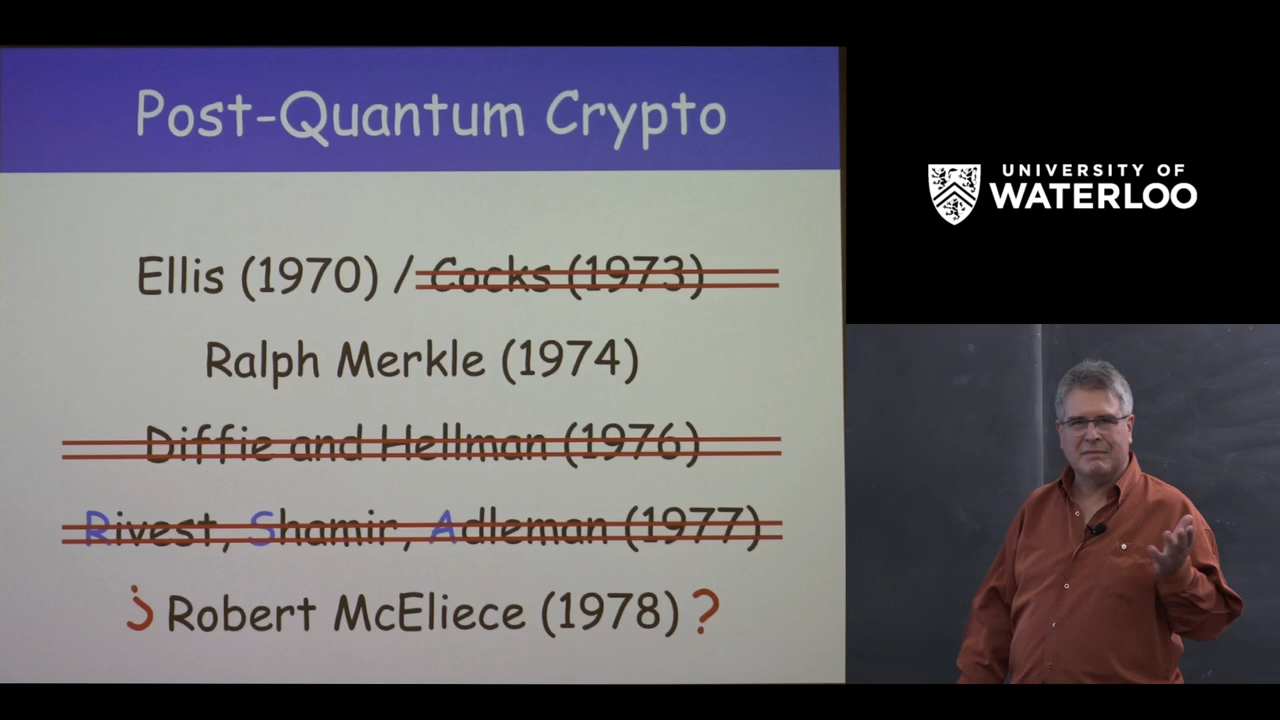 Post-Quantum Crypto
Ellis (1970) / Cocks (1973)
Ralph Merkle (1974)
Diffie and Hellman (1976)
Rivest, Shamir, Adleman (1977)
¿ Robert McEliece (1978) ?
UNIVERSITY OF
WATERLOO